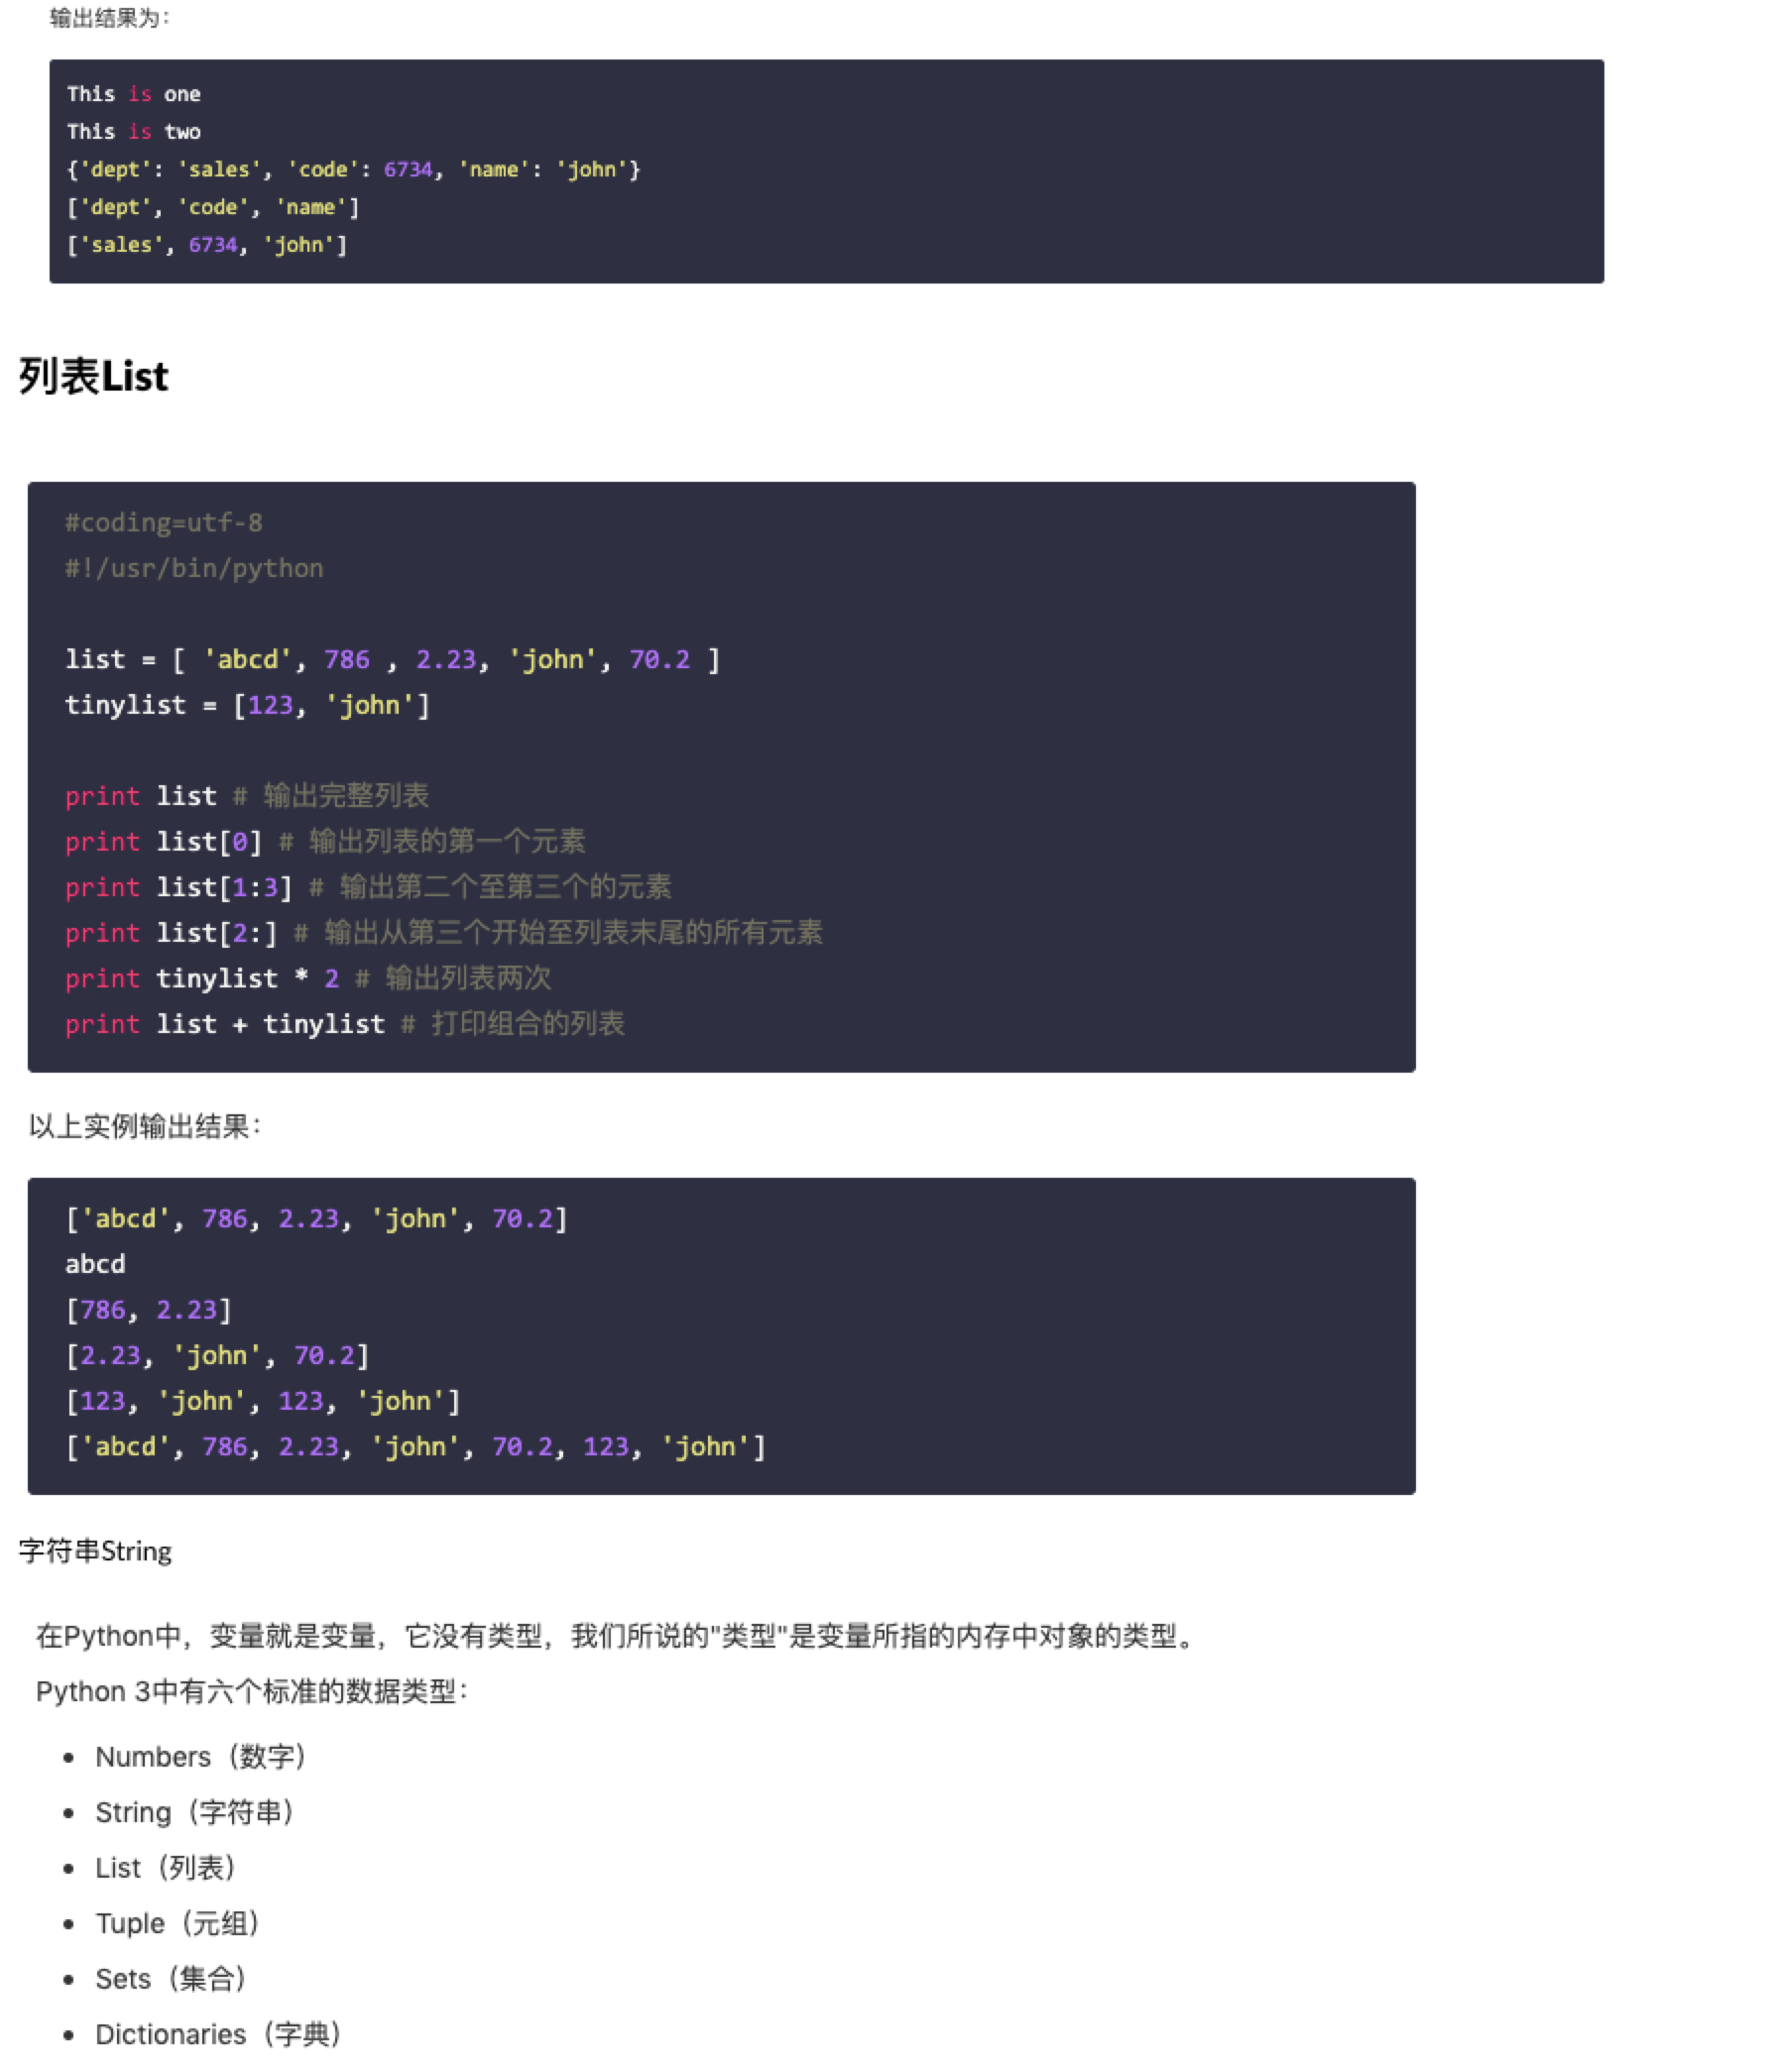 输出结果为：
This is one
This is two
{'dept': 'sales', 'code': 6734, 'name': 'john'}
['dept', 'code', 'name']
['sales', 6734, 'john']
列表List
#coding=utf-8
#!/usr/bin/python
list = [ 'abcd', 786 , 2.23, 'john', 70.2 ]
tinylist = [123, 'john']
print list # 输出完整列表
print list[0] # 输出列表的第一个元素
print list[1:3] # 输出第二个至第三个的元素
print list[2:] # 输出从第三个开始至列表末尾的所有元素
print tinylist * 2 # 输出列表两次
print list + tinylist # 打印组合的列表
以上实例输出结果：
['abcd', 786, 2.23, 'john', 70.2]
abcd
[786, 2.23]
[2.23, 'john', 70.2]
[123, 'john', 123, 'john']
['abcd', 786, 2.23, 'john', 70.2, 123, 'john']
字符串String
在Python中，变量就是变量，它没有类型，我们所说的"类型"是变量所指的内存中对象的类型。
Python 3中有六个标准的数据类型：
• Numbers（数字）
• String（字符串）
• List（列表）
• Tuple（元组）
• Sets（集合）
• Dictionaries（字典）